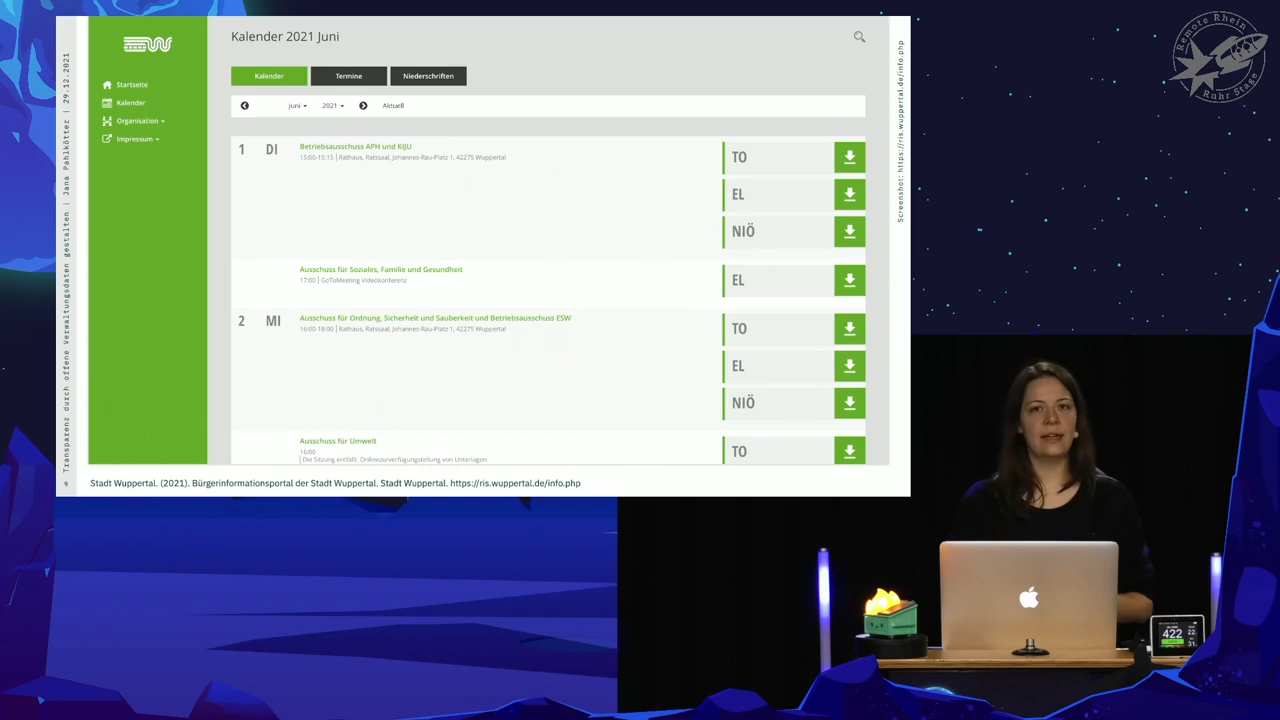 Transparenz durch offene Verwaltungsdaten gestalten | Jana Pahlkötter | 29.12.2021
9
Kalender 2021 Juni
Startseite
Kalender
Organisation
Impressum
Kalender
Termine
Niederschriften
Juni
2021
Aktuell
1 DI
Betriebsausschuss APH und KIJU
15:00-15:15 | Rathaus, Ratssaal, Johannes-Rau-Platz 1, 42275 Wuppertal
TO
EL
NIÖ
Ausschuss für Soziales, Familie und Gesundheit
17:00 | GoToMeeting Videokonferenz
EL
2 MI
Ausschuss für Ordnung, Sicherheit und Sauberkeit und Betriebsausschuss ESW
16:00-18:00 | Rathaus, Ratssaal, Johannes-Rau-Platz 1, 42275 Wuppertal
TO
EL
NIÖ
Ausschuss für Umwelt
16:00
| Die Sitzung entfällt. Onlinezurverfügungstellung von Unterlagen.
TO
Screenshot: https://ris.wuppertal.de/info.php
Stadt Wuppertal. (2021). Bürgerinformationsportal der Stadt Wuppertal. Stadt Wuppertal. https://ris.wuppertal.de/info.php
Remote Rhein
Ruhr Stage
422
22